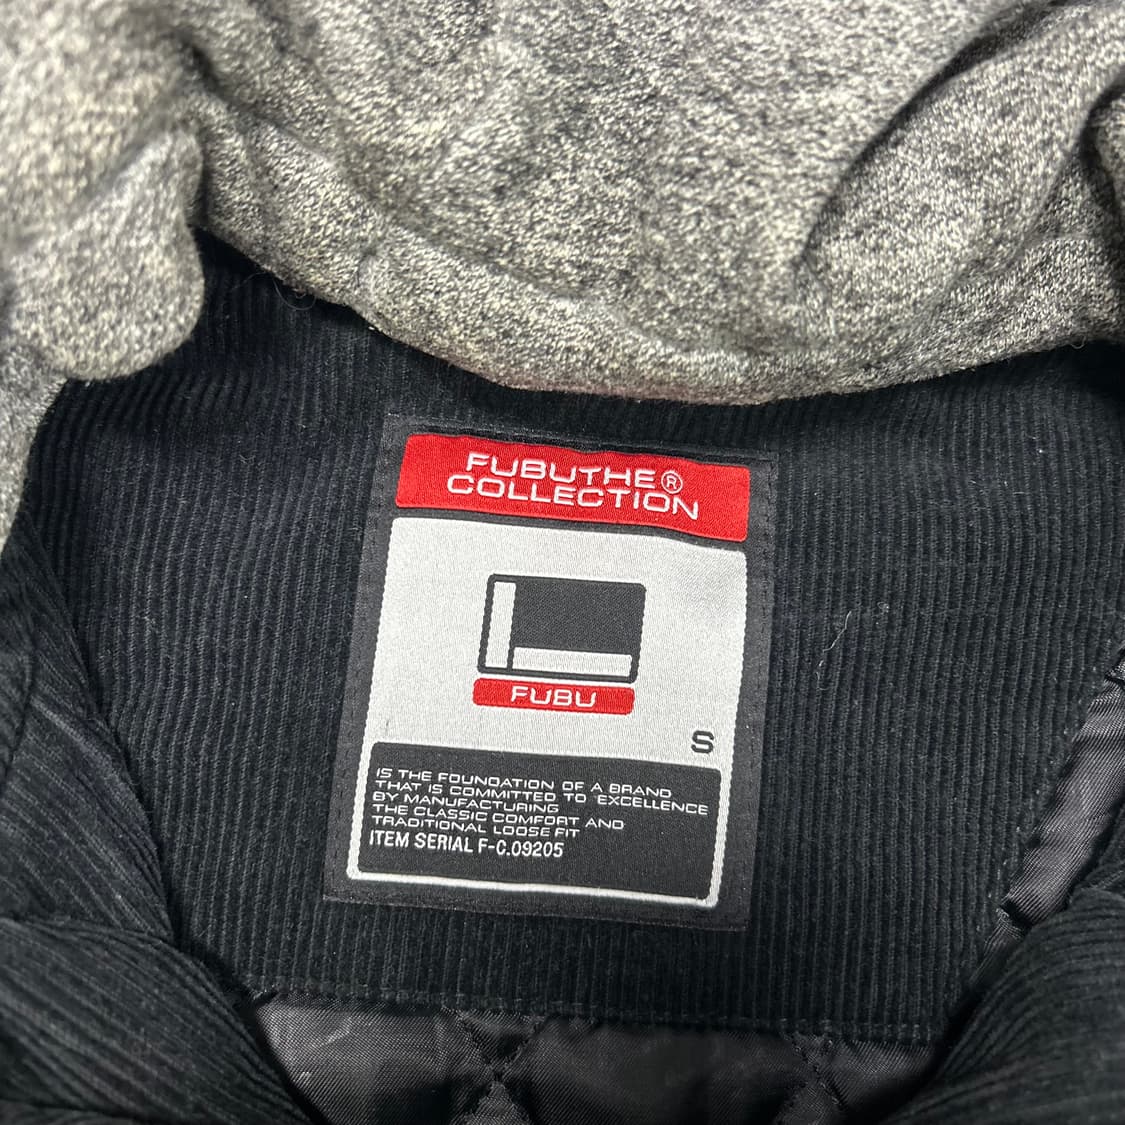 FUBUTHE®
COLLECTION
FUBU
S
IS THE FOUNDATION OF A BRAND
THAT IS COMMITTED TO EXCELLENCE
BY MANUFACTURING
THE CLASSIC COMFORT AND
TRADITIONAL LOOSE FIT
ITEM SERIAL F-C.09205